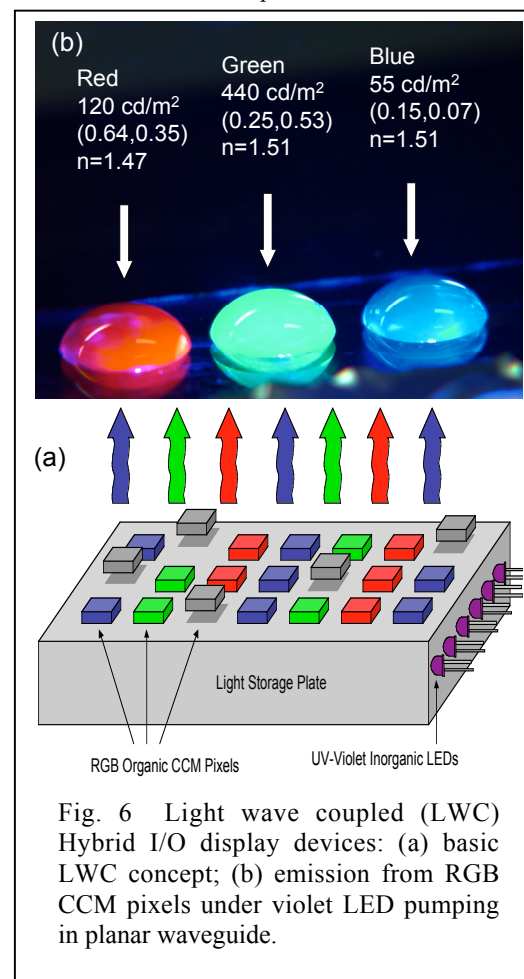 (b)
Red
120 cd/m²
(0.64,0.35)
n=1.47
Green
440 cd/m²
(0.25,0.53)
n=1.51
Blue
55 cd/m²
(0.15,0.07)
n=1.51
(a)
Light Storage Plate
RGB Organic CCM Pixels
UV-Violet Inorganic LEDs
Fig. 6 Light wave coupled (LWC)
Hybrid I/O display devices: (a) basic
LWC concept; (b) emission from RGB
CCM pixels under violet LED pumping
in planar waveguide.